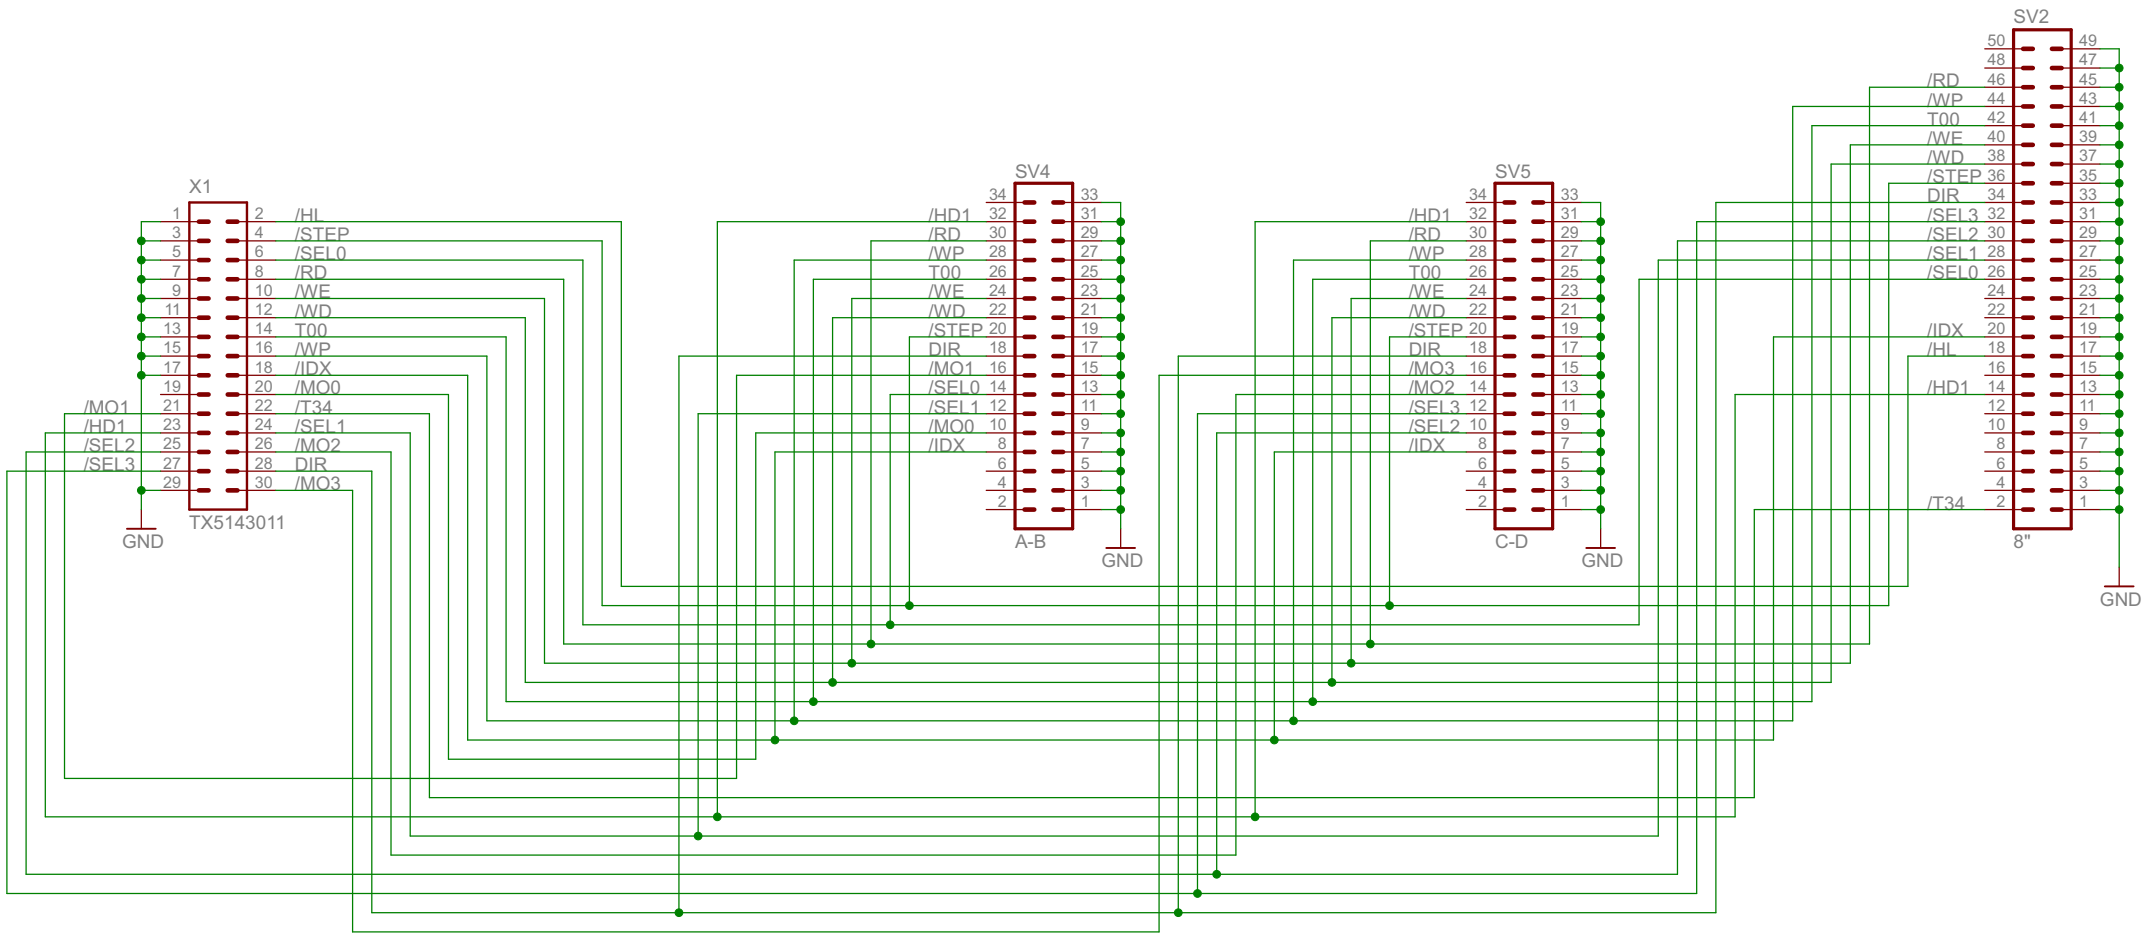 X1
1 2 /HL
3 4 /STEP
5 6 /SEL0
7 8 /RD
9 10 /WE
11 12 /WD
13 14 T00
15 16 /WP
17 18 /IDX
19 20 /MO0
/MO1 21 22 /T34
/HD1 23 24 /SEL1
/SEL2 25 26 /MO2
/SEL3 27 28 DIR
29 30 /MO3
TX5143011
GND
SV4
34 33
/HD1 32 31
/RD 30 29
/WP 28 27
T00 26 25
/WE 24 23
/WD 22 21
/STEP 20 19
DIR 18 17
/MO1 16 15
/SEL0 14 13
/SEL1 12 11
/MO0 10 9
/IDX 8 7
6 5
4 3
2 1
A-B
GND
SV5
34 33
/HD1 32 31
/RD 30 29
/WP 28 27
T00 26 25
/WE 24 23
/WD 22 21
/STEP 20 19
DIR 18 17
/MO3 16 15
/MO2 14 13
/SEL3 12 11
/SEL2 10 9
/IDX 8 7
6 5
4 3
2 1
C-D
GND
SV2
50 49
48 47
/RD 46 45
/WP 44 43
T00 42 41
/WE 40 39
/WD 38 37
/STEP 36 35
DIR 34 33
/SEL3 32 31
/SEL2 30 29
/SEL1 28 27
/SEL0 26 25
24 23
22 21
/IDX 20 19
/HL 18 17
16 15
/HD1 14 13
12 11
10 9
8 7
6 5
4 3
/T34 2 1
8"
GND